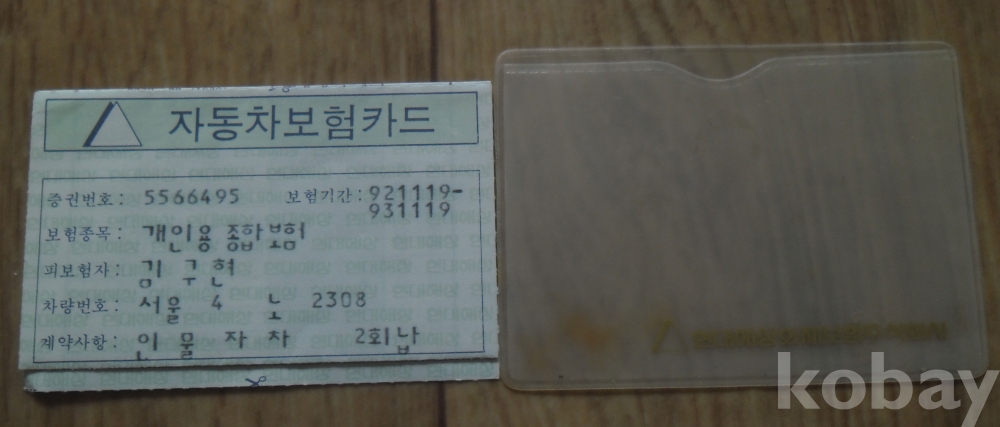 자동차보험카드
증권번호: 5566495 보험기간: 921119-
931119
보험종목: 개인용종합보험
피보험자: 김구현
차량번호: 서울 4 노 2308
계약사항: 인 물 자 차 2회납
kobay